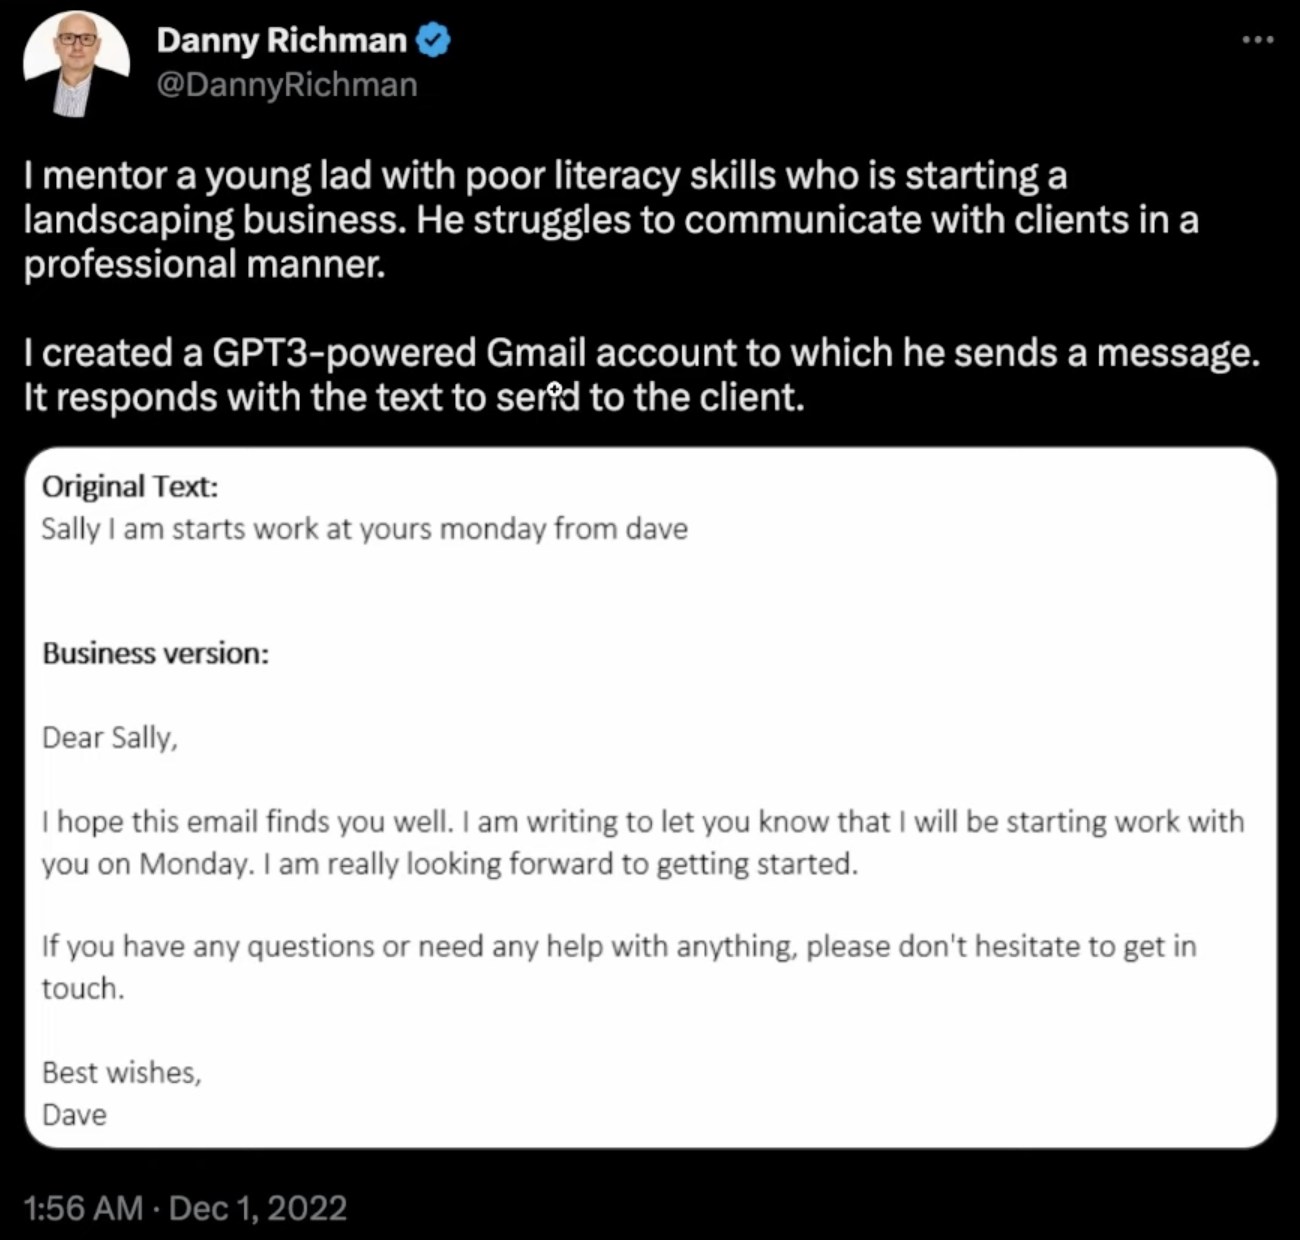 Danny Richman
@DannyRichman
I mentor a young lad with poor literacy skills who is starting a
landscaping business. He struggles to communicate with clients in a
professional manner.
I created a GPT3-powered Gmail account to which he sends a message.
It responds with the text to send to the client.
Original Text:
Sally I am starts work at yours monday from dave
Business version:
Dear Sally,
I hope this email finds you well. I am writing to let you know that I will be starting work with
you on Monday. I am really looking forward to getting started.
If you have any questions or need any help with anything, please don't hesitate to get in
touch.
Best wishes,
Dave
1:56 AM · Dec 1, 2022